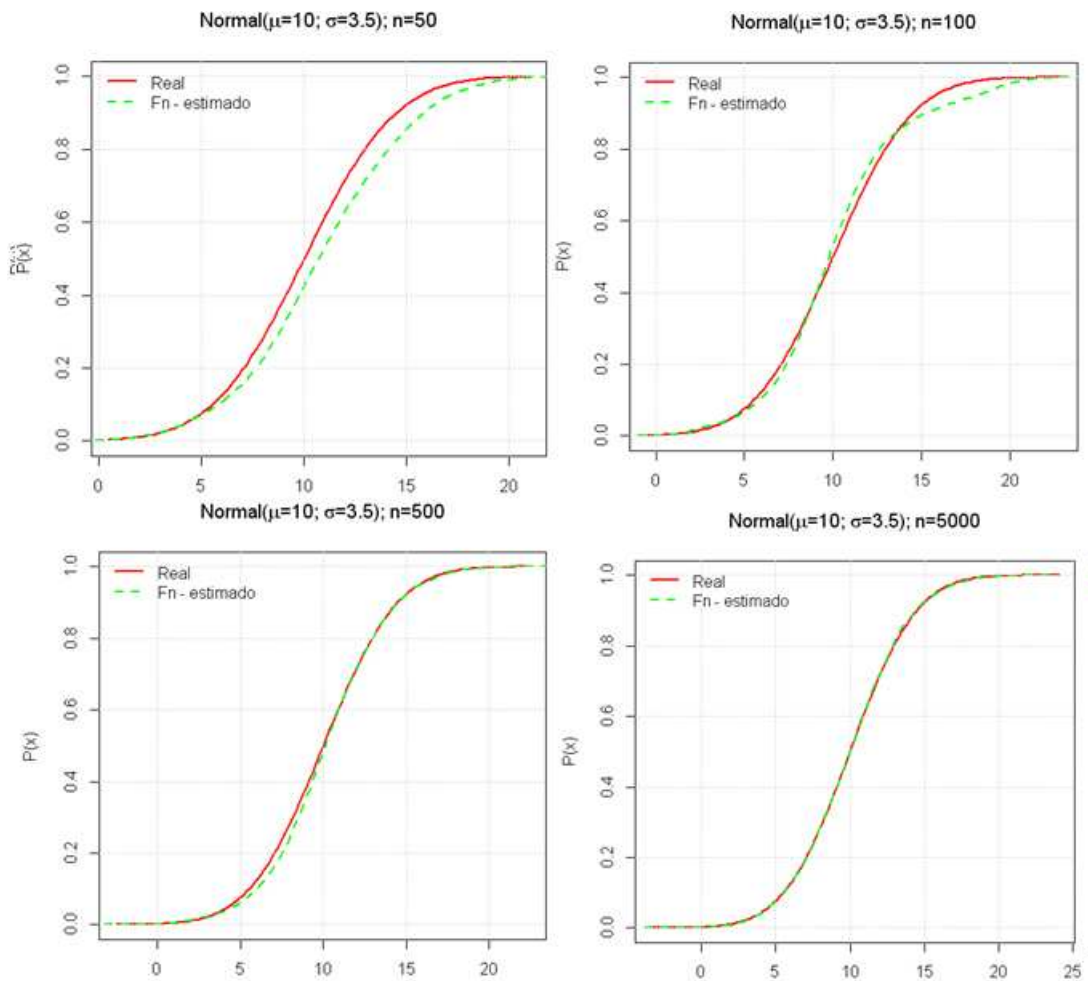 Normal(μ=10; σ=3.5); n=50
Real
Fn - estimado
P(x)
0.0 0.2 0.4 0.6 0.8 1.0
0 5 10 15 20
Normal(μ=10; σ=3.5); n=100
Real
Fn - estimado
P(x)
0.0 0.2 0.4 0.6 0.8 1.0
0 5 10 15 20
Normal(μ=10; σ=3.5); n=500
Real
Fn - estimado
P(x)
0.0 0.2 0.4 0.6 0.8 1.0
0 5 10 15 20
Normal(μ=10; σ=3.5); n=5000
Real
Fn - estimado
P(x)
0.0 0.2 0.4 0.6 0.8 1.0
0 5 10 15 20 25